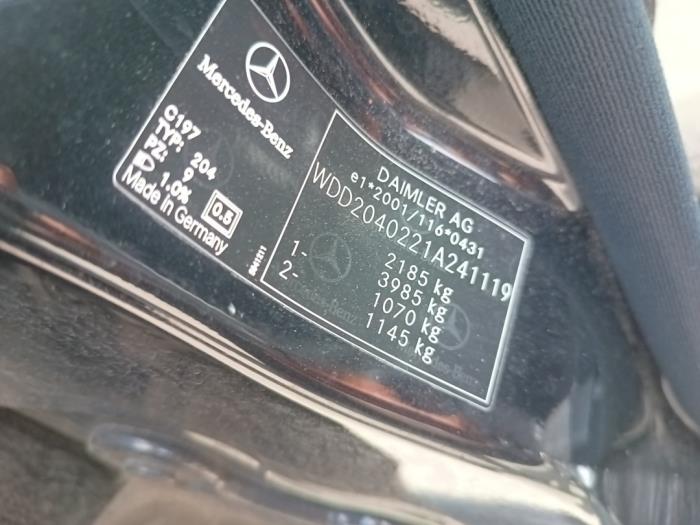 Mercedes-Benz
C197
TYP: 204
PZ: 9
1.0%
0.5
Made in Germany
DAIMLER AG
e1*2001/116*0431
WDD2040221A241119
2185 kg
3985 kg
1- 1070 kg
2- 1145 kg